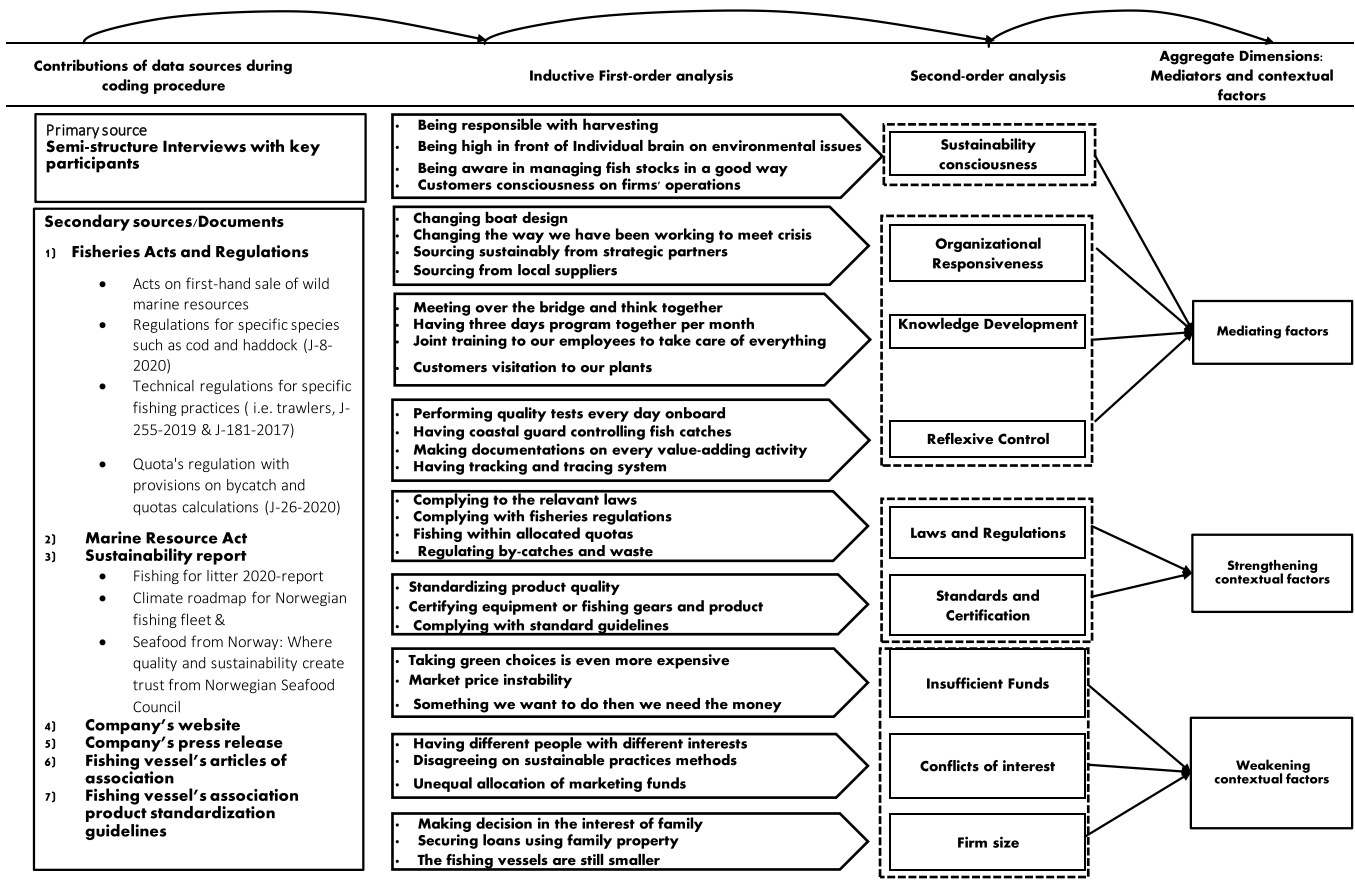 Contributions of data sources during
coding procedure
Inductive First-order analysis
Second-order analysis
Aggregate Dimensions:
Mediators and contextual
factors
Primary source
Semi-structure Interviews with key
participants
Secondary sources/Documents
1) Fisheries Acts and Regulations
• Acts on first-hand sale of wild
marine resources
• Regulations for specific species
such as cod and haddock (J-8-
2020)
• Technical regulations for specific
fishing practices ( i.e. trawlers, J-
255-2019 & J-181-2017)
• Quota's regulation with
provisions on bycatch and
quotas calculations (J-26-2020)
2) Marine Resource Act
3) Sustainability report
• Fishing for litter 2020-report
• Climate roadmap for Norwegian
fishing fleet &
• Seafood from Norway: Where
quality and sustainability create
trust from Norwegian Seafood
Council
4) Company's website
5) Company's press release
6) Fishing vessel's articles of
association
7) Fishing vessel's association
product standardization
guidelines
• Being responsible with harvesting
• Being high in front of Individual brain on environmental issues
• Being aware in managing fish stocks in a good way
• Customers consciousness on firms' operations
• Changing boat design
• Changing the way we have been working to meet crisis
• Sourcing sustainably from strategic partners
• Sourcing from local suppliers
• Meeting over the bridge and think together
• Having three days program together per month
• Joint training to our employees to take care of everything
• Customers visitation to our plants
• Performing quality tests every day onboard
• Having coastal guard controlling fish catches
• Making documentations on every value-adding activity
• Having tracking and tracing system
• Complying to the relavant laws
• Complying with fisheries regulations
• Fishing within allocated quotas
• Regulating by-catches and waste
• Standardizing product quality
• Certifying equipment or fishing gears and product
• Complying with standard guidelines
• Taking green choices is even more expensive
• Market price instability
• Something we want to do then we need the money
• Having different people with different interests
• Disagreeing on sustainable practices methods
• Unequal allocation of marketing funds
• Making decision in the interest of family
• Securing loans using family property
• The fishing vessels are still smaller
Sustainability
consciousness
Organizational
Responsiveness
Knowledge Development
Reflexive Control
Laws and Regulations
Standards and
Certification
Insufficient Funds
Conflicts of interest
Firm size
Mediating factors
Strengthening
contextual factors
Weakening
contextual factors